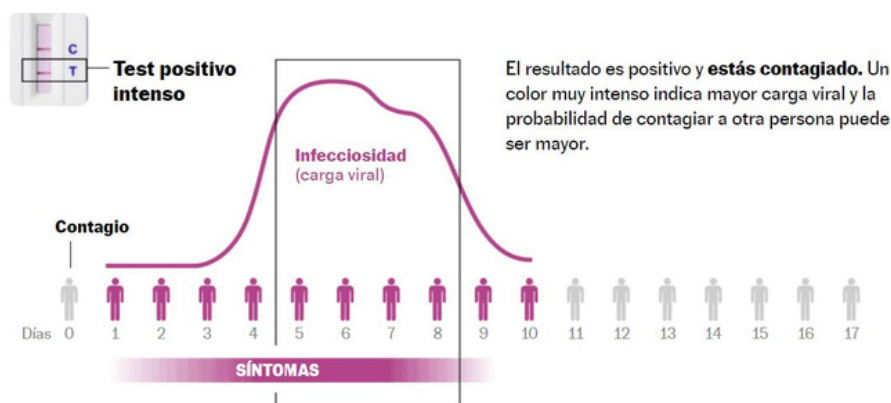 C
T
Test positivo
intenso
El resultado es positivo y estás contagiado. Un
color muy intenso indica mayor carga viral y la
probabilidad de contagiar a otra persona puede
ser mayor.
Infecciosidad
(carga viral)
Contagio
Días 0 1 2 3 4 5 6 7 8 9 10 11 12 13 14 15 16 17
SÍNTOMAS